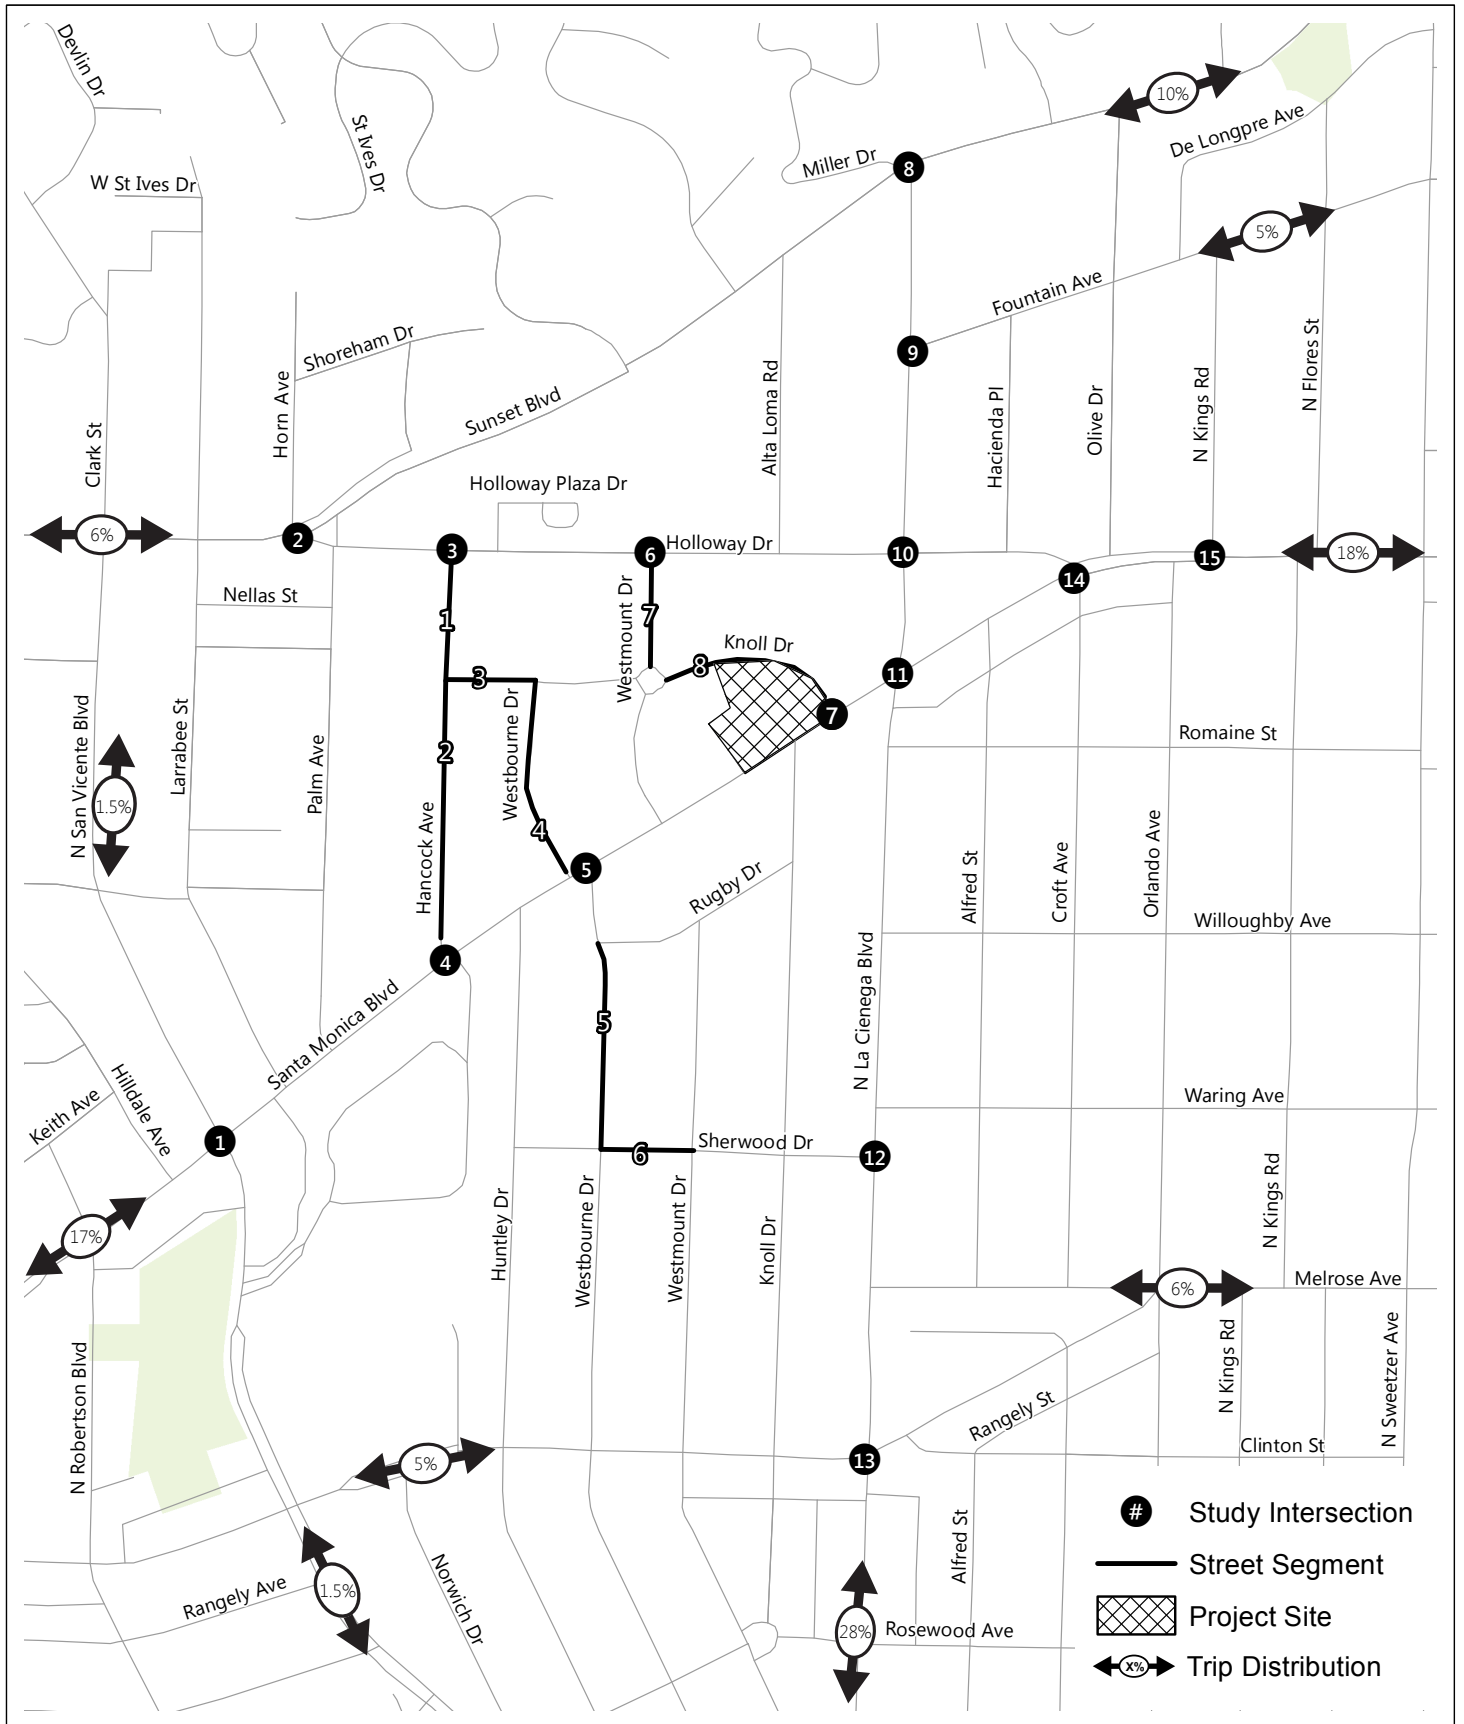 Devlin Dr
10%
De Longpre Ave
St Ives Dr
Miller Dr
8
W St Ives Dr
5%
Fountain Ave
Shoreham Dr
9
N Flores St
Horn Ave
Sunset Blvd
Alta Loma Rd
Hacienda Pl
Olive Dr
N Kings Rd
Clark St
Holloway Plaza Dr
6%
2
3
6
Holloway Dr
10
15
18%
14
Nellas St
1
7
Westmount Dr
Knoll Dr
8
11
3
7
Westbourne Dr
Romaine St
N San Vicente Blvd
Larrabee St
Palm Ave
2
1.5%
Hancock Ave
4
5
Rugby Dr
Alfred St
Croft Ave
Orlando Ave
Willoughby Ave
4
N La Cienega Blvd
Santa Monica Blvd
5
Hilldale Ave
Keith Ave
Waring Ave
1
Sherwood Dr
6
12
17%
Huntley Dr
Westbourne Dr
Westmount Dr
Knoll Dr
N Kings Rd
Melrose Ave
6%
N Robertson Blvd
N Kings Rd
N Sweetzer Ave
Rangely St
5%
13
Clinton St
# Study Intersection
Alfred St
Street Segment
Norwich Dr
1.5%
Rangely Ave
Project Site
28%
Rosewood Ave
X% Trip Distribution